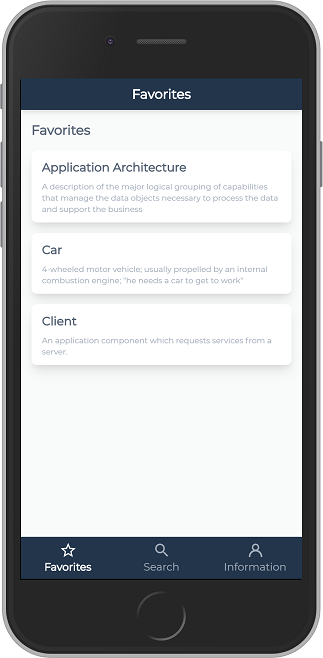 Favorites
Favorites
Application Architecture
A description of the major logical grouping of capabilities
that manage the data objects necessary to process the data
and support the business
Car
4-wheeled motor vehicle; usually propelled by an internal
combustion engine; "he needs a car to get to work"
Client
An application component which requests services from a
server.
Favorites Search Information